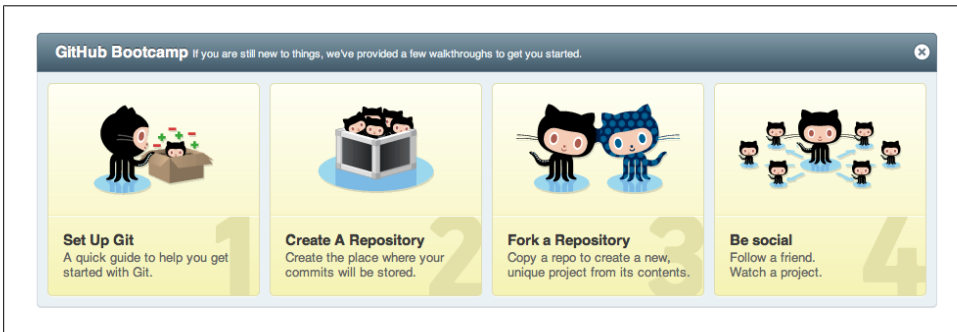 GitHub Bootcamp If you are still new to things, we've provided a few walkthroughs to get you started.
1
Set Up Git
A quick guide to help you get
started with Git.
2
Create A Repository
Create the place where your
commits will be stored.
3
Fork a Repository
Copy a repo to create a new,
unique project from its contents.
4
Be social
Follow a friend.
Watch a project.